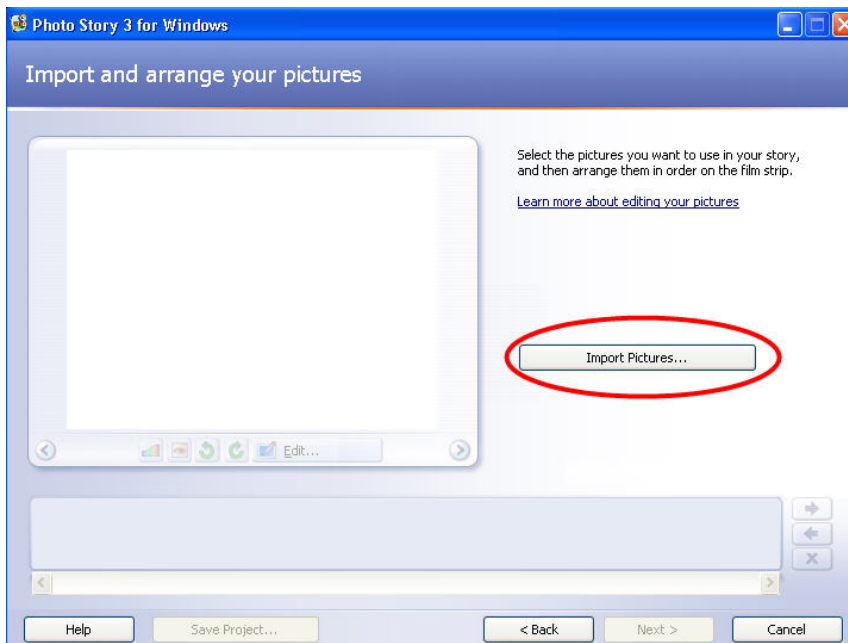 Photo Story 3 for Windows
Import and arrange your pictures
Select the pictures you want to use in your story,
and then arrange them in order on the film strip.
Learn more about editing your pictures
Import Pictures...
Edit...
Help
Save Project...
< Back
Next >
Cancel